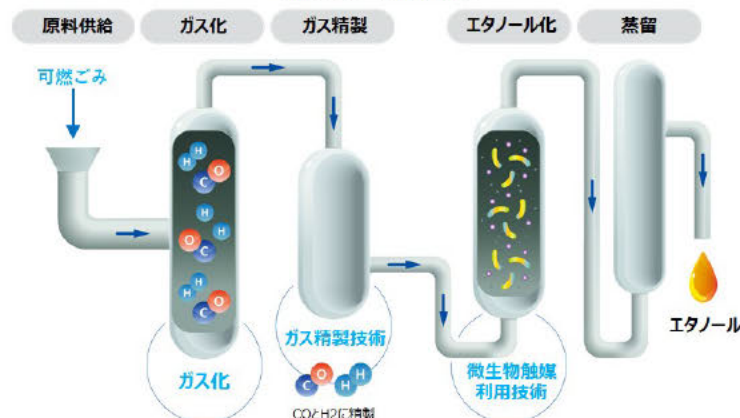 原料供給
ガス化
ガス精製
エタノール化
蒸留
可燃ごみ
H
H
O
C
H
H
O
C
H
H
O
C
ガス化
ガス精製技術
C
O
H
H
COとH2に精製
微生物触媒
利用技術
エタノール